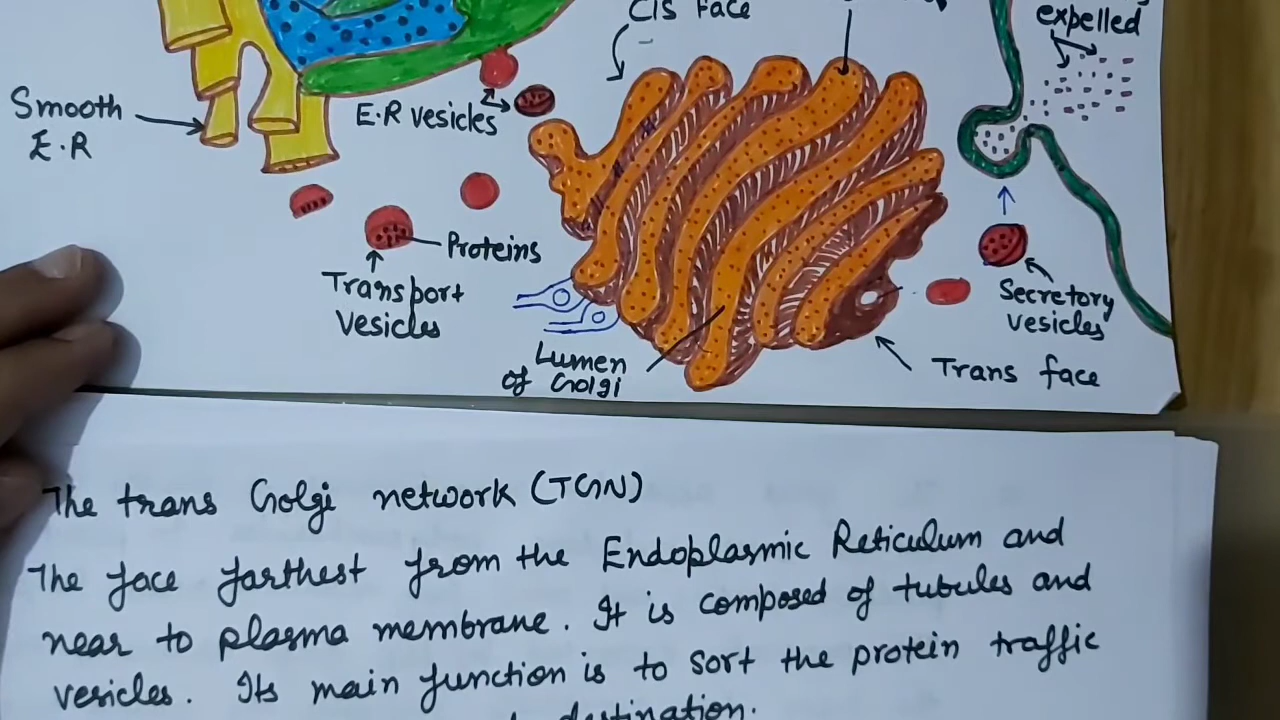 Cis Face
expelled
Smooth
E.R
E.R vesicles
Proteins
Transport
Vesicles
Lumen
of Golgi
Secretory
vesicles
Trans face
The trans Golgi network (TGN)
The face farthest from the Endoplasmic Reticulum and
near to plasma membrane. It is composed of tubules and
vesicles. Its main function is to sort the protein traffic
destination.